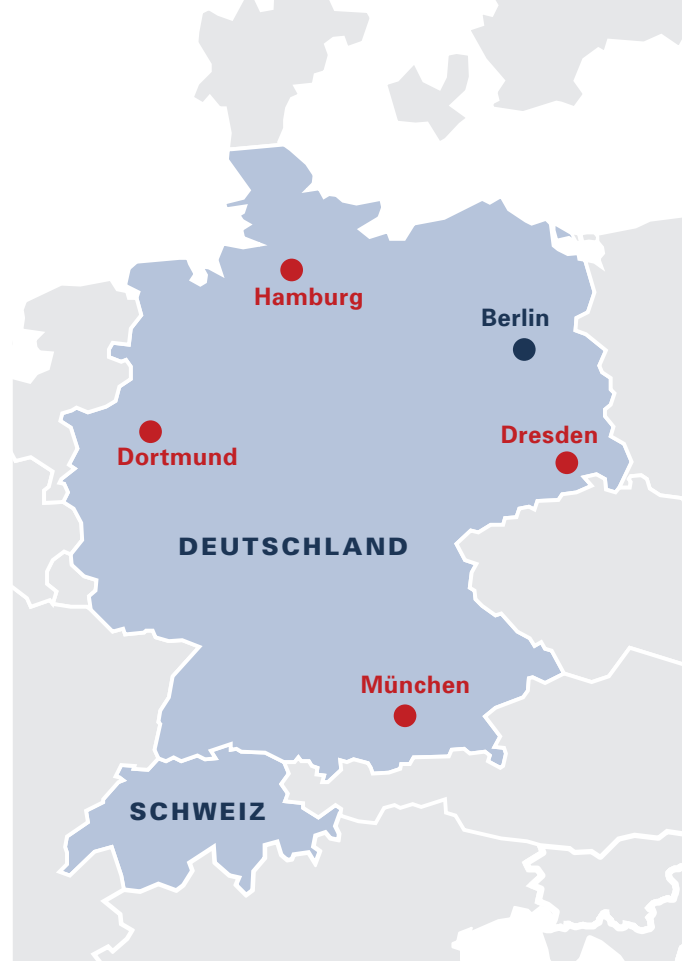 Hamburg
Berlin
Dresden
Dortmund
DEUTSCHLAND
München
SCHWEIZ